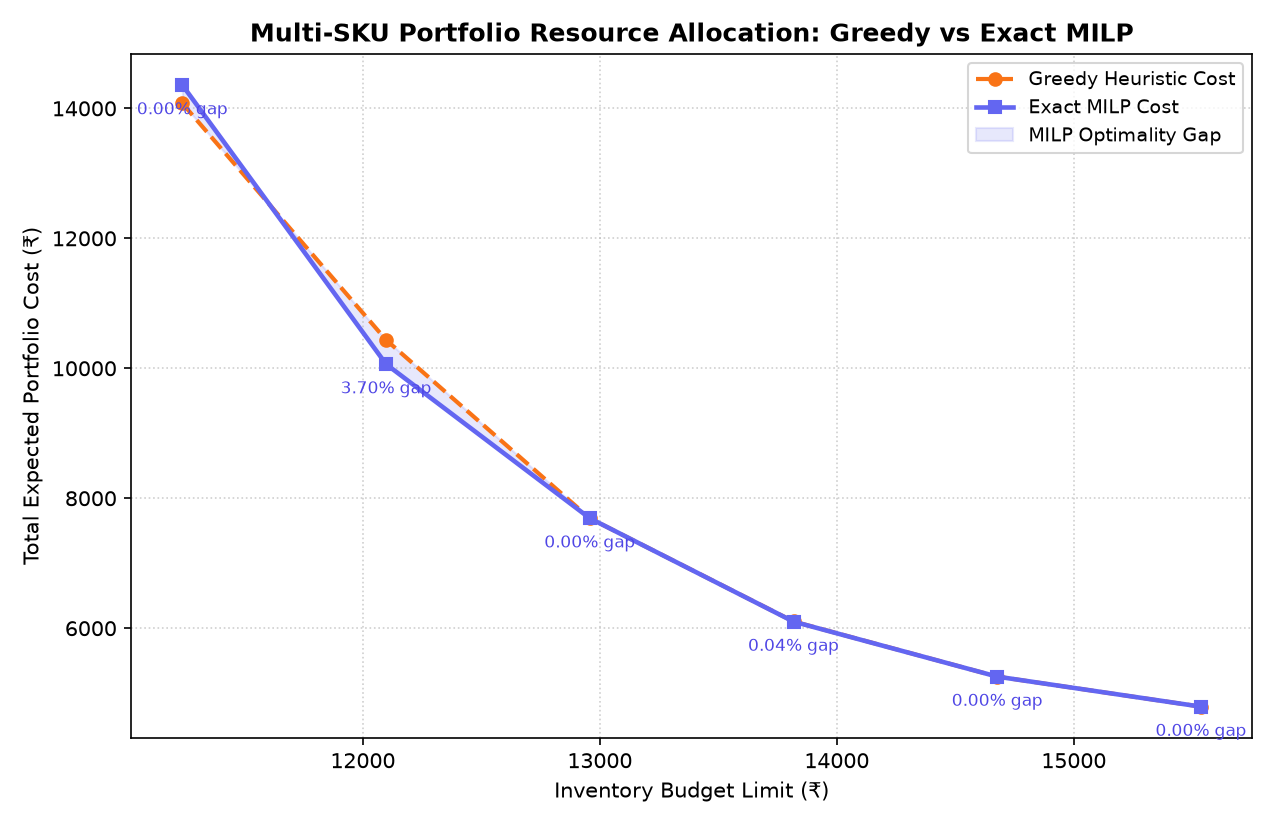 Multi-SKU Portfolio Resource Allocation: Greedy vs Exact MILP
Greedy Heuristic Cost
Exact MILP Cost
MILP Optimality Gap
Total Expected Portfolio Cost (₹)
14000
12000
10000
8000
6000
0.00% gap
3.70% gap
0.00% gap
0.04% gap
0.00% gap
0.00% gap
12000
13000
14000
15000
Inventory Budget Limit (₹)